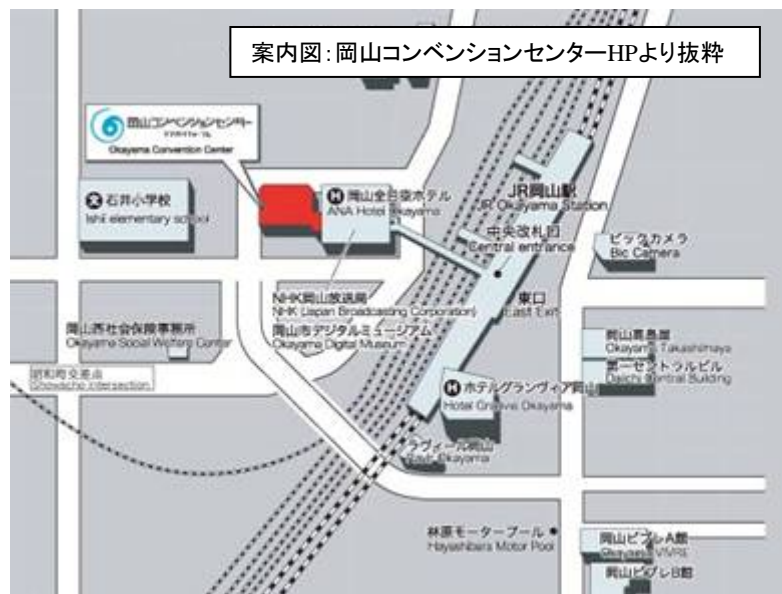 案内図：岡山コンベンションセンターHPより抜粋
岡山コンベンションセンター
Okayama Convention Center
石井小学校
Ishii elementary school
岡山全日空ホテル
ANA Hotel Okayama
JR岡山駅
JR Okayama Station
中央改札口
Central entrance
ビックカメラ
Bic Camera
NHK岡山放送局
NHK (Japan Broadcasting Corporation)
岡山市デジタルミュージアム
Okayama Digital Museum
東口
East Exit
岡山西社会保険事務所
Okayama Social Welfare Center
岡山高島屋
Okayama Takashimaya
第一セントラルビル
Daiichi Central Building
昭和町交差点
Showacho Intersection
ホテルグランヴィア岡山
Hotel Granvia Okayama
ラヴィール岡山
Ravir Okayama
林原モータープール
Hayashibara Motor Pool
岡山ビブレA館
Okayama VIVRE
岡山ビブレB館